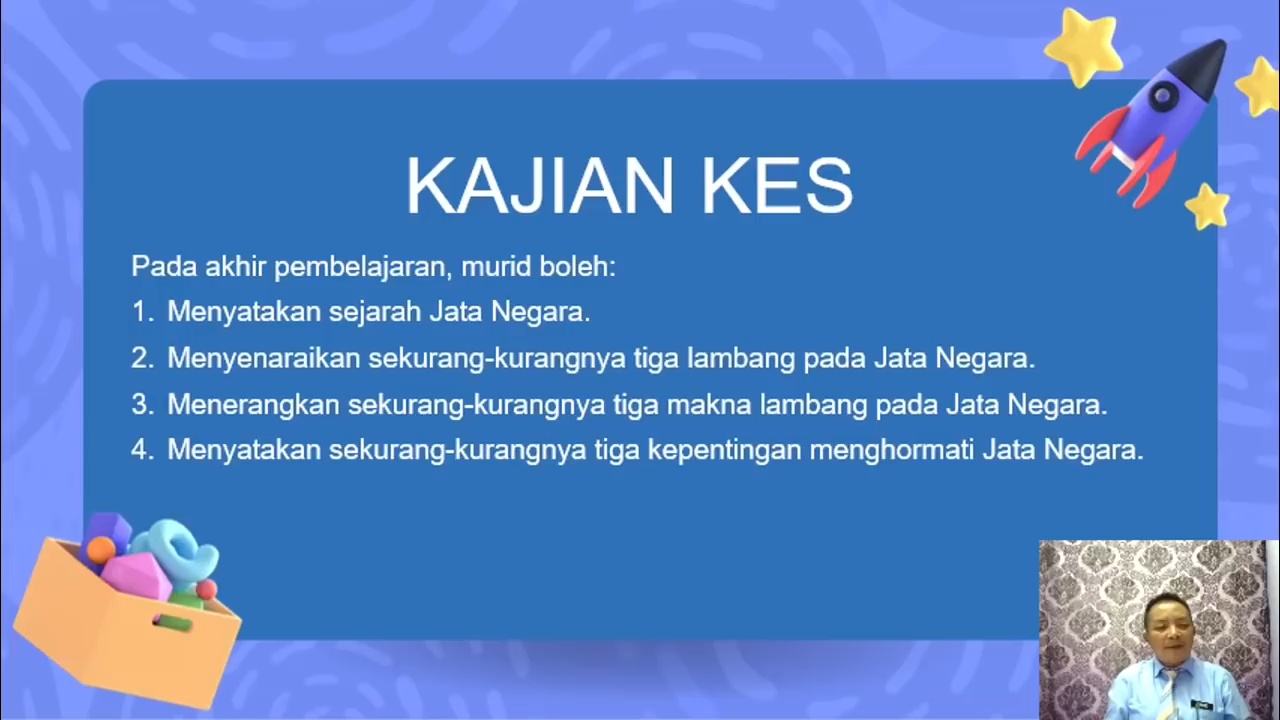 KAJIAN KES
Pada akhir pembelajaran, murid boleh:
1. Menyatakan sejarah Jata Negara.
2. Menyenaraikan sekurang-kurangnya tiga lambang pada Jata Negara.
3. Menerangkan sekurang-kurangnya tiga makna lambang pada Jata Negara.
4. Menyatakan sekurang-kurangnya tiga kepentingan menghormati Jata Negara.